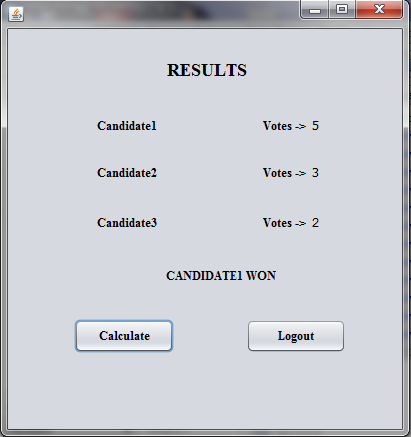 RESULTS
Candidate1 Votes -> 5
Candidate2 Votes -> 3
Candidate3 Votes -> 2
CANDIDATE1 WON
Calculate Logout